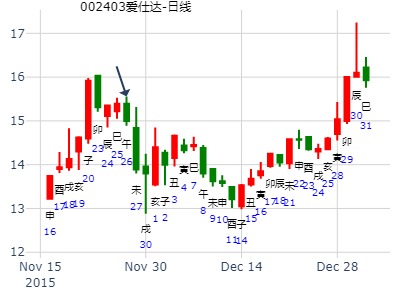 002403爱仕达-日线
17
16
15
14
13
12
申
16
酉
17
戌
18
亥
19
子
20
卯
23
辰
24
巳
25
午
26
未
27
戌
30
亥
1
子
2
丑
3
寅
4
巳
7
午
8
未
9
申
10
酉
11
子
14
丑
15
寅
16
卯
17
辰
18
未
21
申
22
酉
23
戌
24
亥
25
寅
28
卯
29
辰
30
巳
31
Nov 15
2015
Nov 30
Dec 14
Dec 28